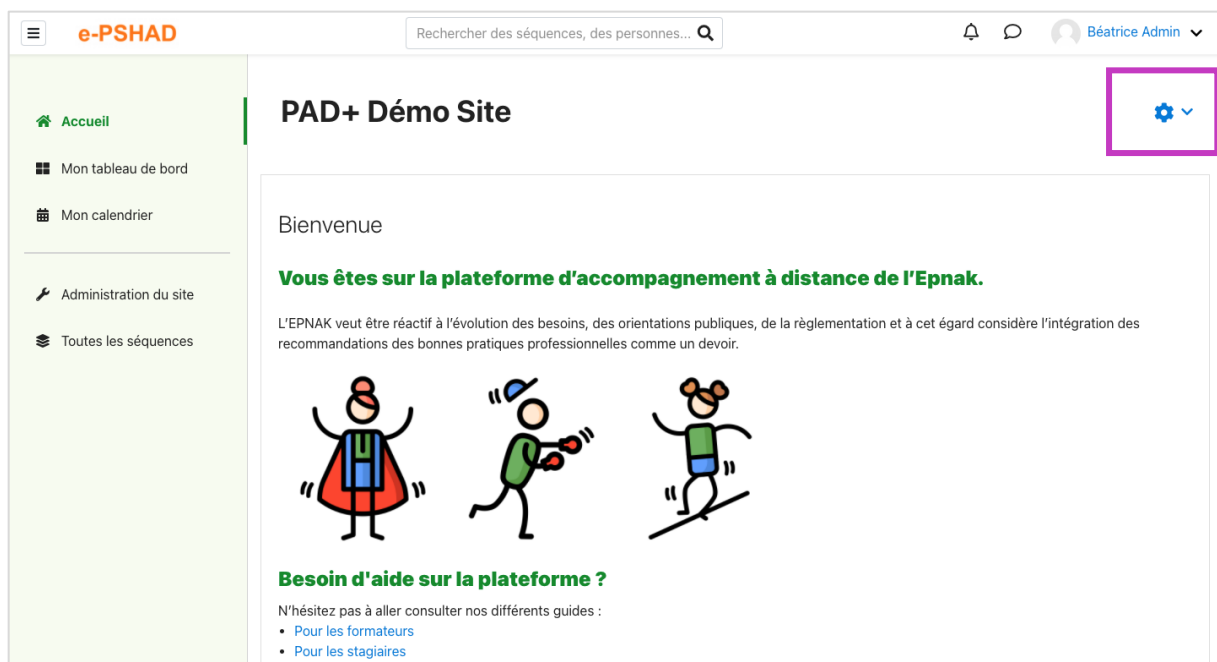 e-PSHAD
Rechercher des séquences, des personnes...
Béatrice Admin
Accueil
Mon tableau de bord
Mon calendrier
Administration du site
Toutes les séquences
PAD+ Démo Site
Bienvenue
Vous êtes sur la plateforme d’accompagnement à distance de l’Epnak.
L’EPNAK veut être réactif à l’évolution des besoins, des orientations publiques, de la règlementation et à cet égard considère l’intégration des
recommandations des bonnes pratiques professionnelles comme un devoir.
Besoin d'aide sur la plateforme ?
N’hésitez pas à aller consulter nos différents guides :
• Pour les formateurs
• Pour les stagiaires